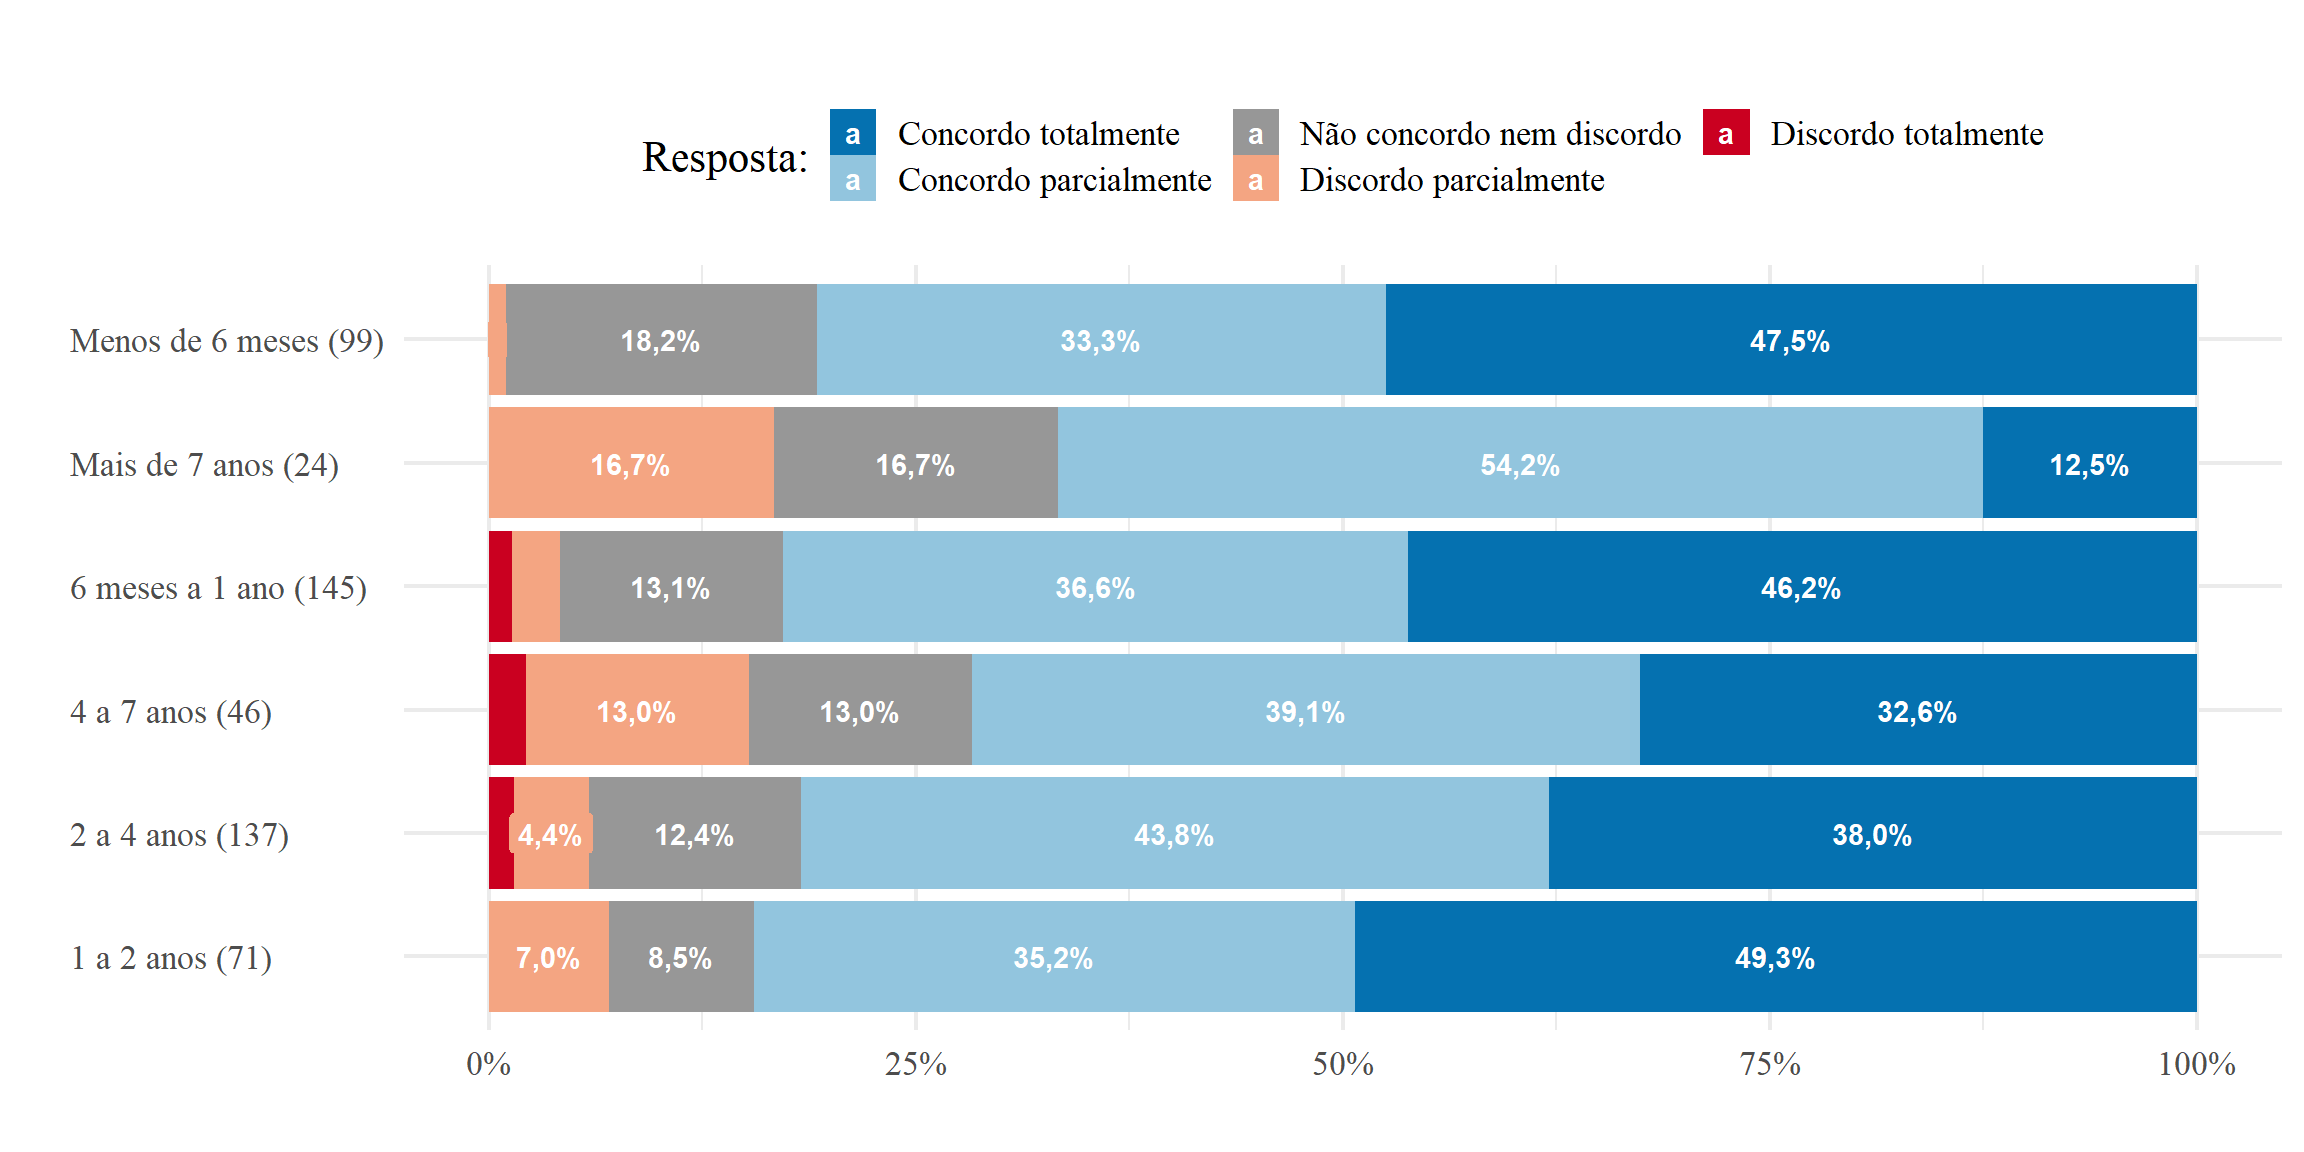 Resposta:
a Concordo totalmente
a Concordo parcialmente
a Não concordo nem discordo
a Discordo parcialmente
a Discordo totalmente
Menos de 6 meses (99) 18,2% 33,3% 47,5%
Mais de 7 anos (24) 16,7% 16,7% 54,2% 12,5%
6 meses a 1 ano (145) 13,1% 36,6% 46,2%
4 a 7 anos (46) 13,0% 13,0% 39,1% 32,6%
2 a 4 anos (137) 4,4% 12,4% 43,8% 38,0%
1 a 2 anos (71) 7,0% 8,5% 35,2% 49,3%
0% 25% 50% 75% 100%